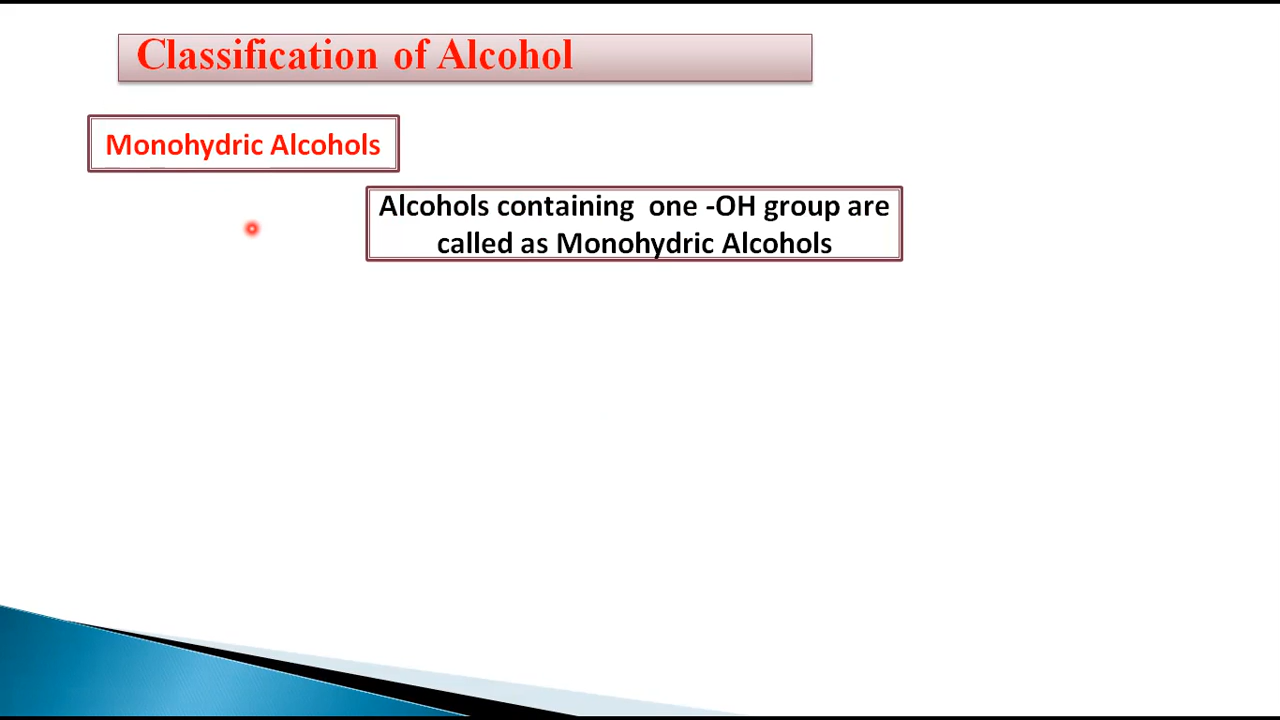 Classification of Alcohol
Monohydric Alcohols
Alcohols containing one -OH group are
called as Monohydric Alcohols